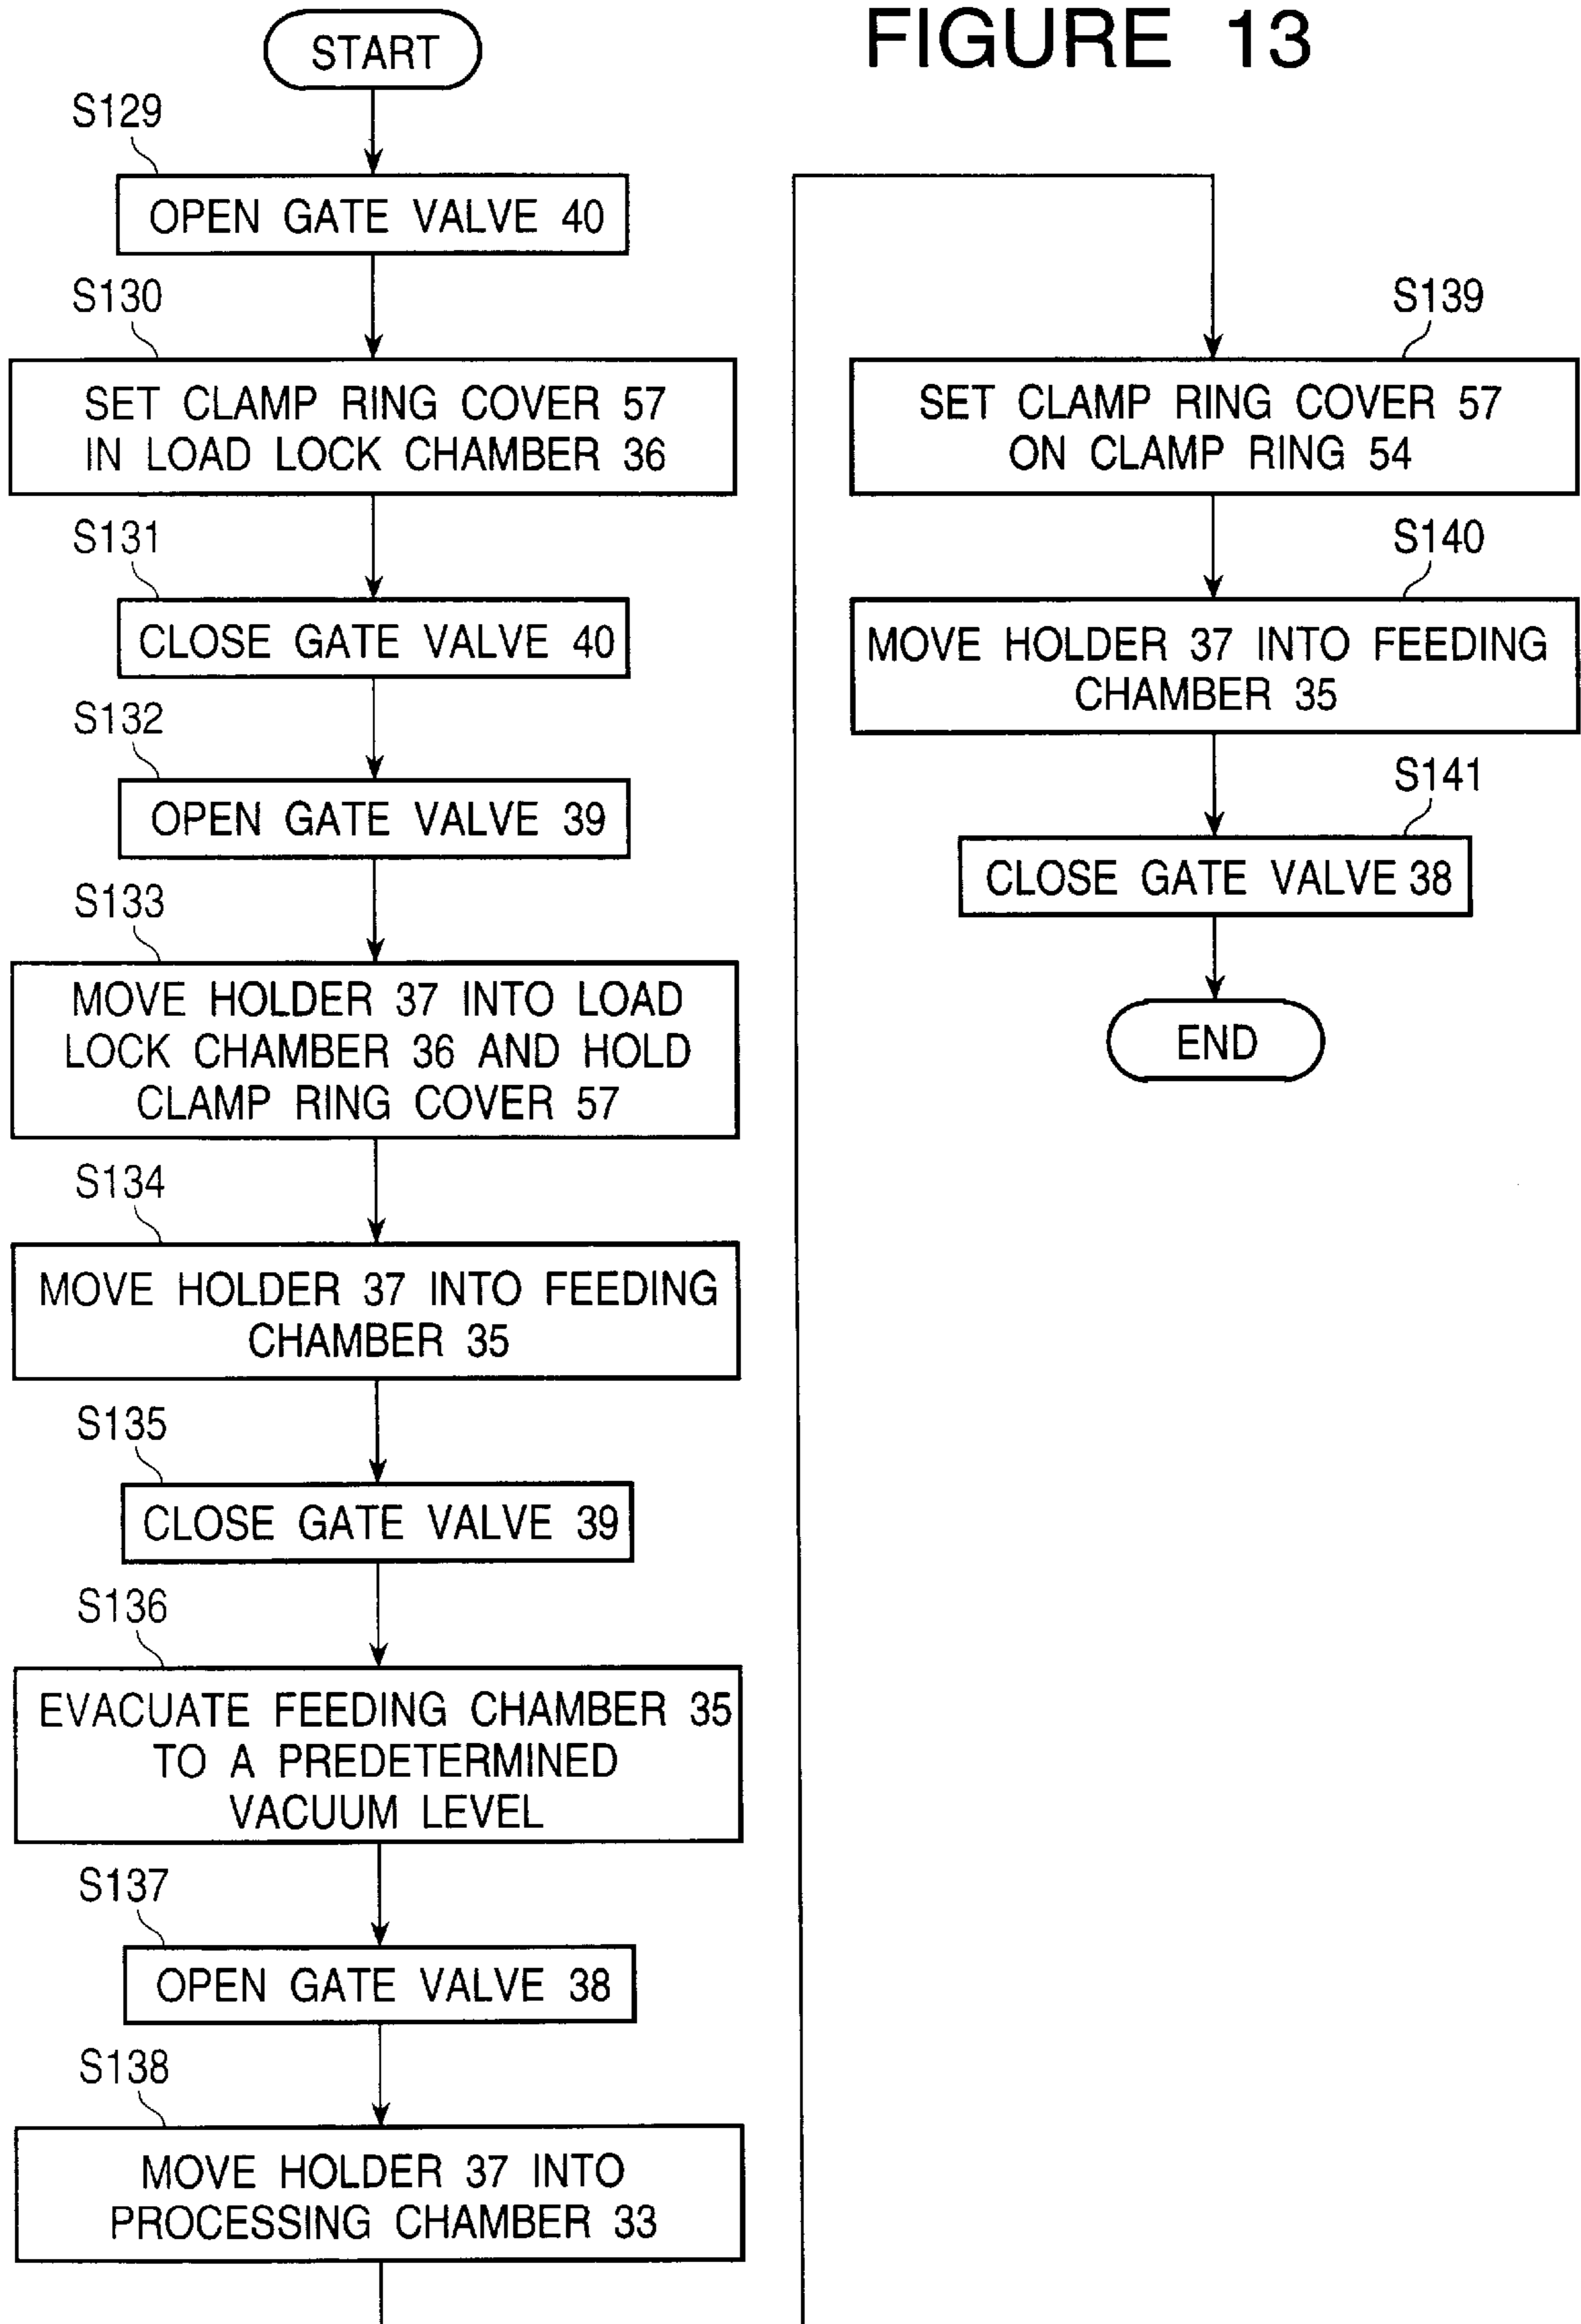 FIGURE 13
START
S129
OPEN GATE VALVE 40
S130
SET CLAMP RING COVER 57
IN LOAD LOCK CHAMBER 36
S131
CLOSE GATE VALVE 40
S132
OPEN GATE VALVE 39
S133
MOVE HOLDER 37 INTO LOAD
LOCK CHAMBER 36 AND HOLD
CLAMP RING COVER 57
S134
MOVE HOLDER 37 INTO FEEDING
CHAMBER 35
S135
CLOSE GATE VALVE 39
S136
EVACUATE FEEDING CHAMBER 35
TO A PREDETERMINED
VACUUM LEVEL
S137
OPEN GATE VALVE 38
S138
MOVE HOLDER 37 INTO
PROCESSING CHAMBER 33
S139
SET CLAMP RING COVER 57
ON CLAMP RING 54
S140
MOVE HOLDER 37 INTO FEEDING
CHAMBER 35
S141
CLOSE GATE VALVE 38
END